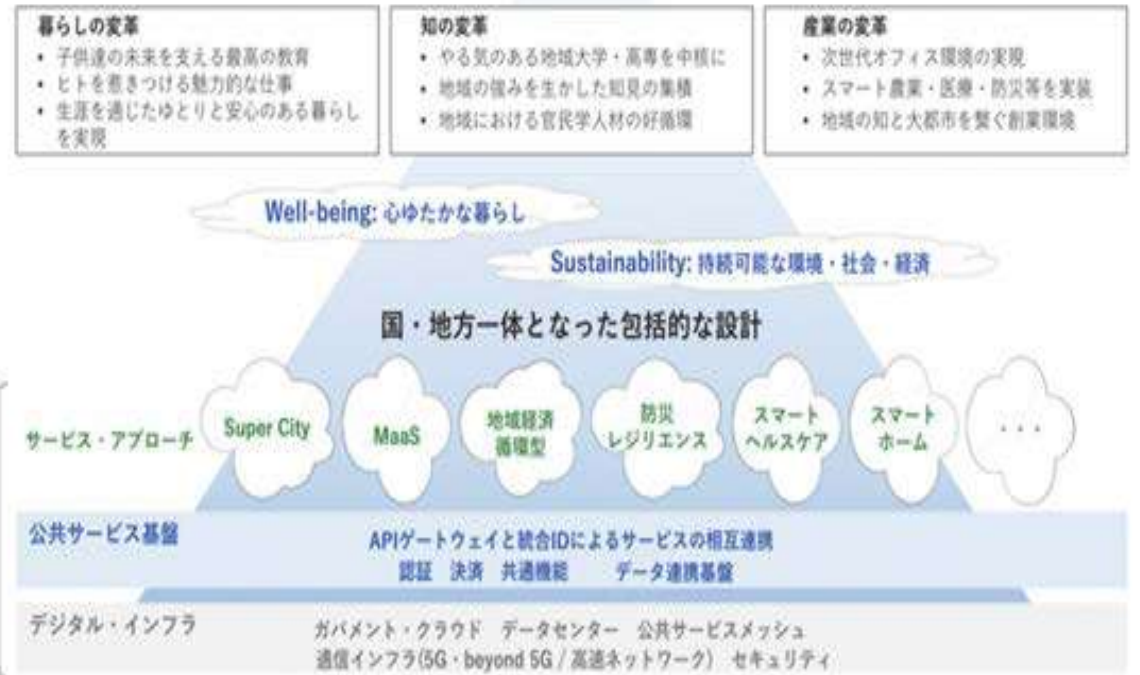 暮らしの変革
• 子供達の未来を支える最高の教育
• ヒトを惹きつける魅力的な仕事
• 生涯を通じたゆとりと安心のある暮らし
を実現
知の変革
• やる気のある地域大学・高専を中核に
• 地域の強みを生かした知見の集積
• 地域における官民学人材の好循環
産業の変革
• 次世代オフィス環境の実現
• スマート農業・医療・防災等を実装
• 地域の知と大都市を繋ぐ創業環境
Well-being: 心ゆたかな暮らし
Sustainability: 持続可能な環境・社会・経済
国・地方一体となった包括的な設計
サービス・アプローチ
Super City
MaaS
地域経済
循環型
防災
レジリエンス
スマート
ヘルスケア
スマート
ホーム
・・・
公共サービス基盤
APIゲートウェイと統合IDによるサービスの相互連携
認証 決済 共通機能 データ連携基盤
デジタル・インフラ
ガバメント・クラウド データセンター 公共サービスメッシュ
通信インフラ(5G・beyond 5G / 高速ネットワーク) セキュリティ